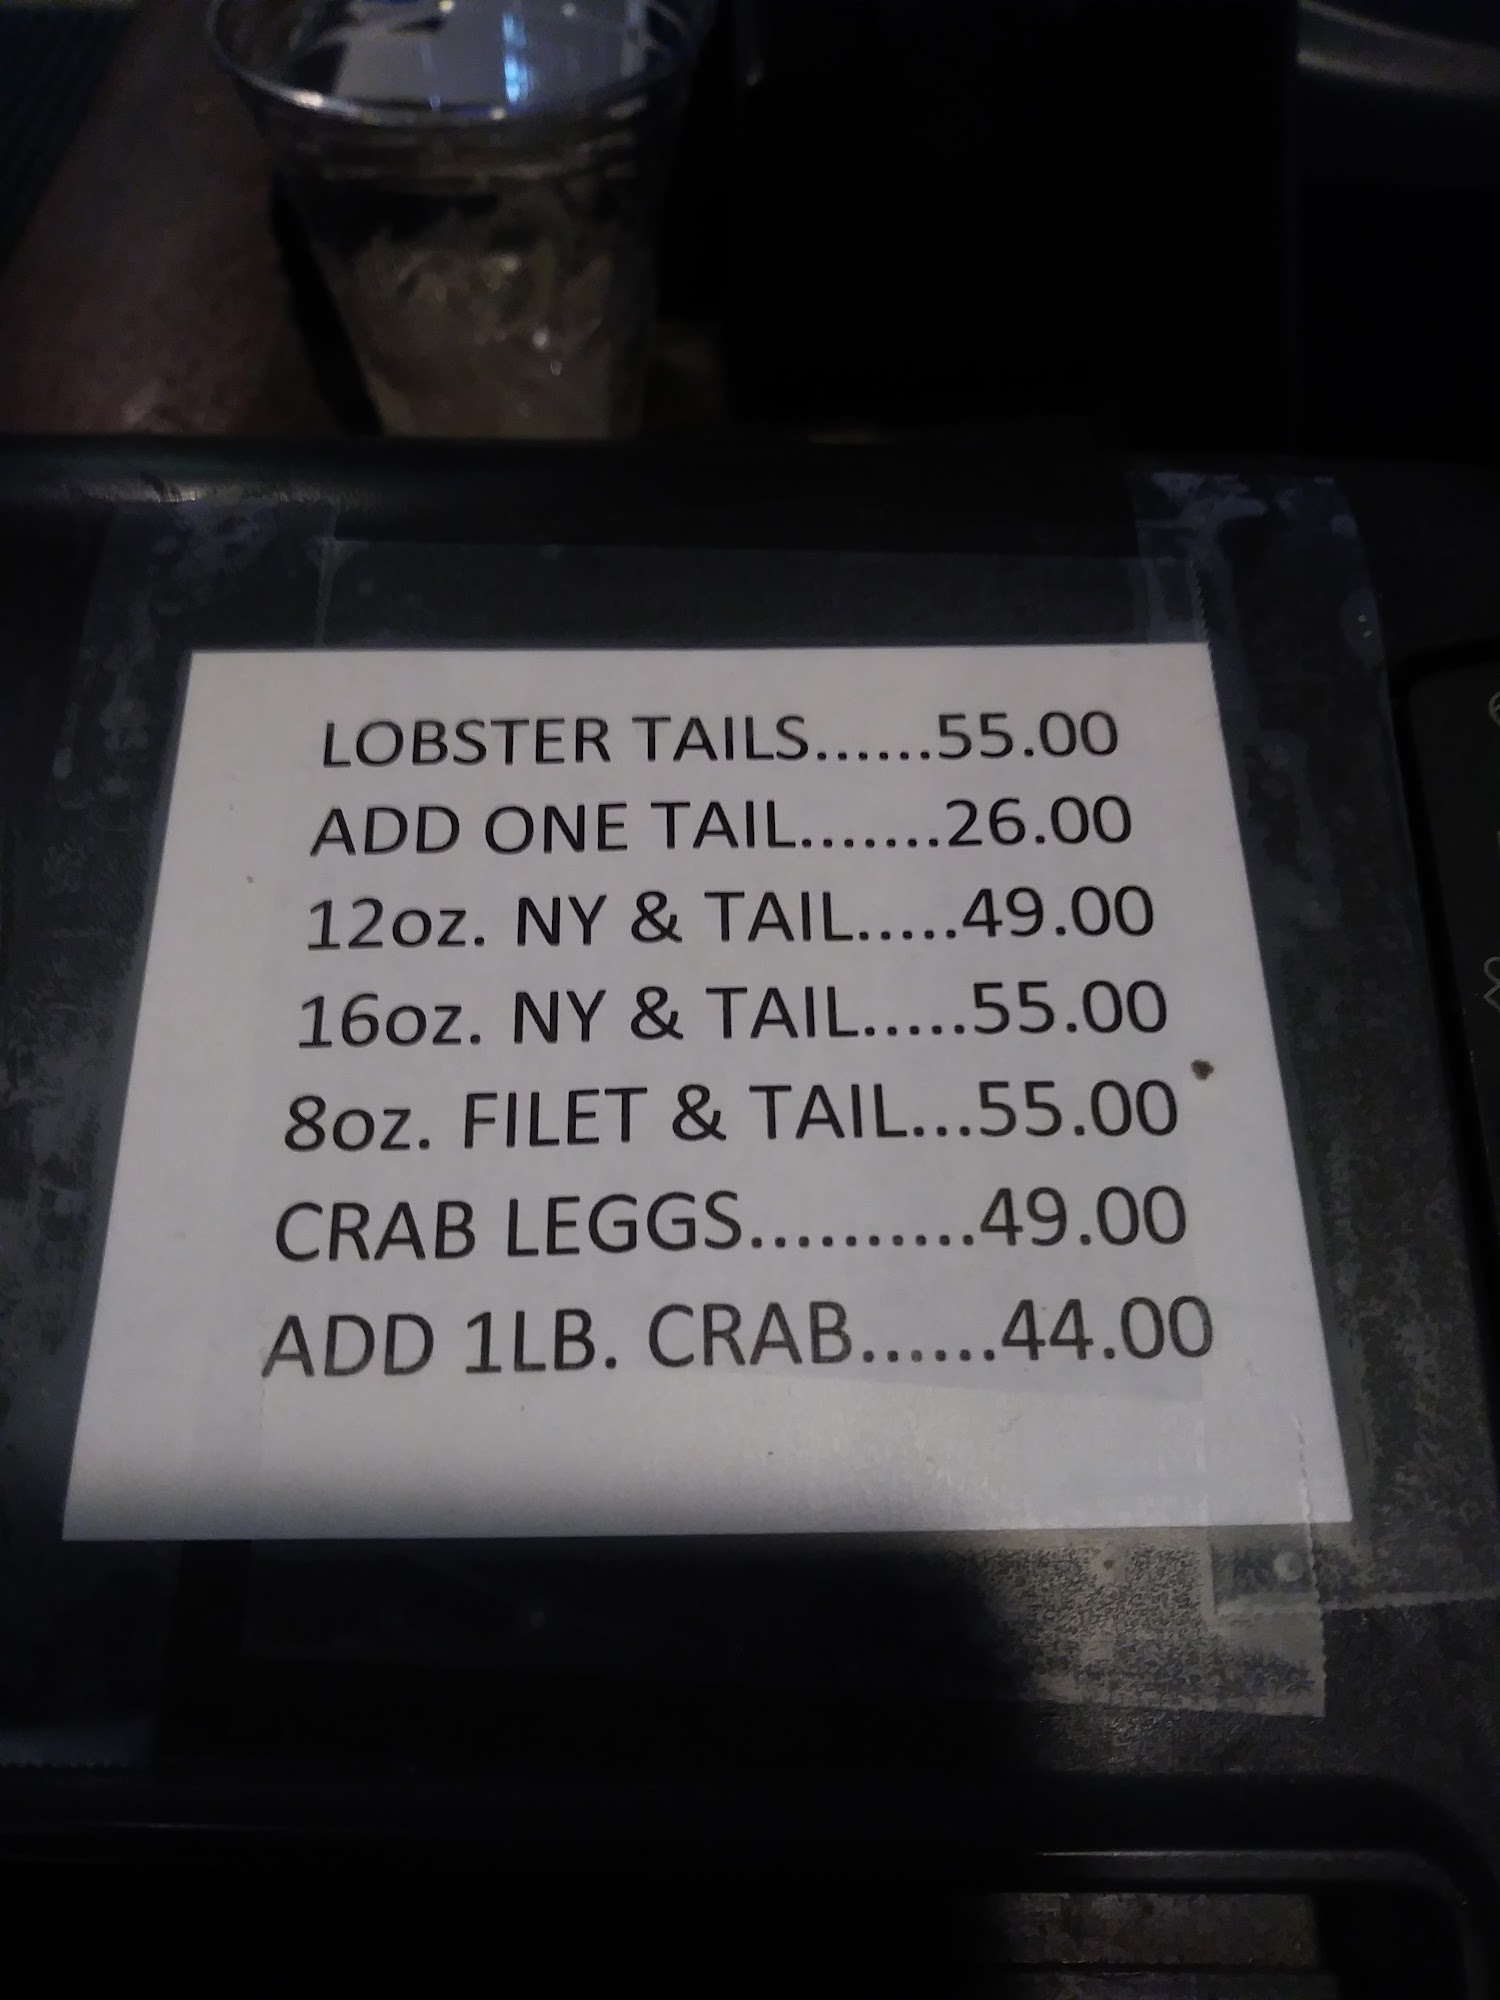 LOBSTER TAILS......55.00
ADD ONE TAIL.......26.00
12oz. NY & TAIL.....49.00
16oz. NY & TAIL.....55.00
8oz. FILET & TAIL...55.00
CRAB LEGGS..........49.00
ADD 1LB. CRAB......44.00